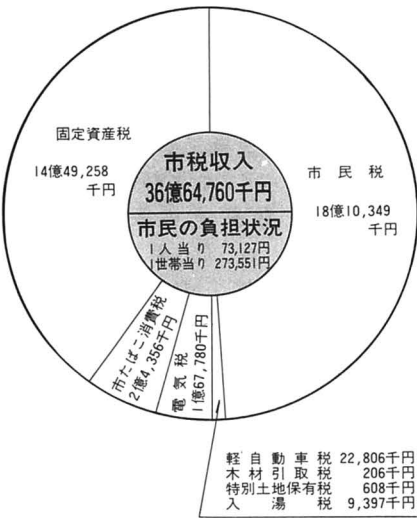 固定資産税
14億49,258
千円
市税収入
36億64,760千円
市民の負担状況
1人当り 73,127円
1世帯当り 273,551円
市民税
18億10,349
千円
市たばこ消費税
2億4,356千円
電気税
1億67,780千円
軽自動車税 22,806千円
木材引取税 206千円
特別土地保有税 608千円
入湯税 9,397千円